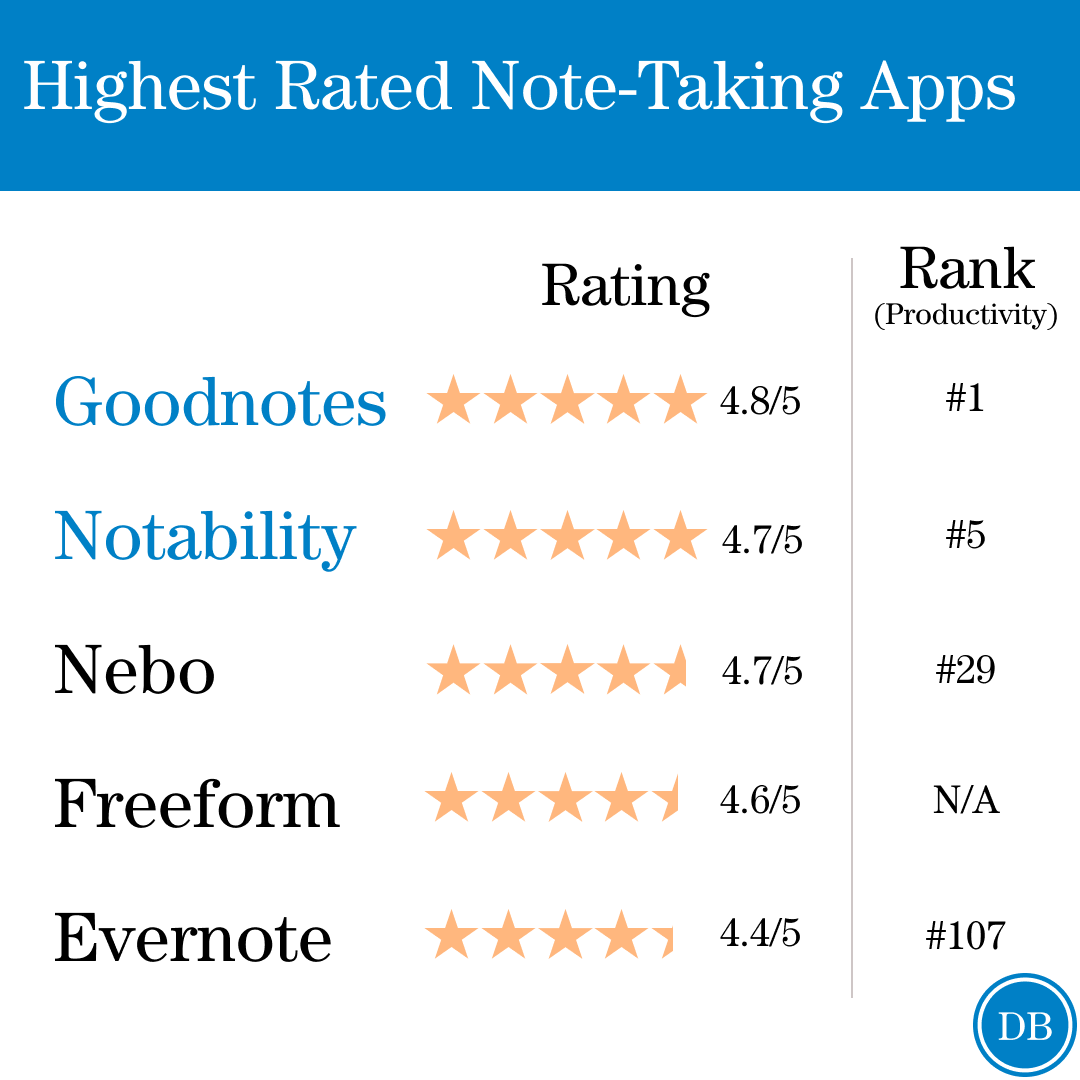 Highest Rated Note-Taking Apps
Rating
Rank
(Productivity)
Goodnotes 4.8/5 #1
Notability 4.7/5 #5
Nebo 4.7/5 #29
Freeform 4.6/5 N/A
Evernote 4.4/5 #107
DB